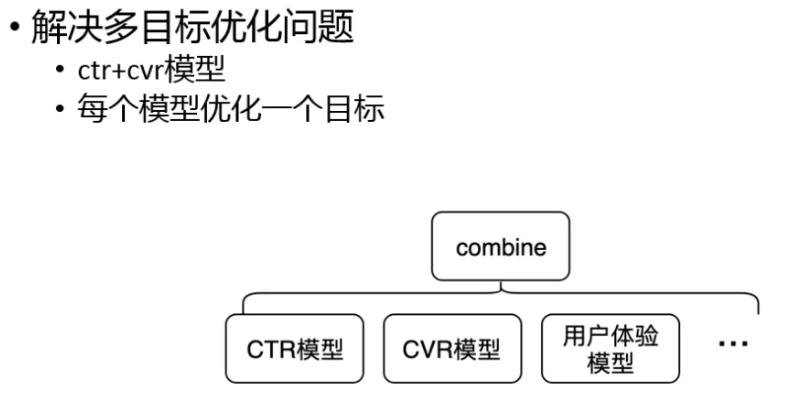 • 解决多目标优化问题
• ctr+cvr模型
• 每个模型优化一个目标
combine
CTR模型
CVR模型
用户体验
模型
...